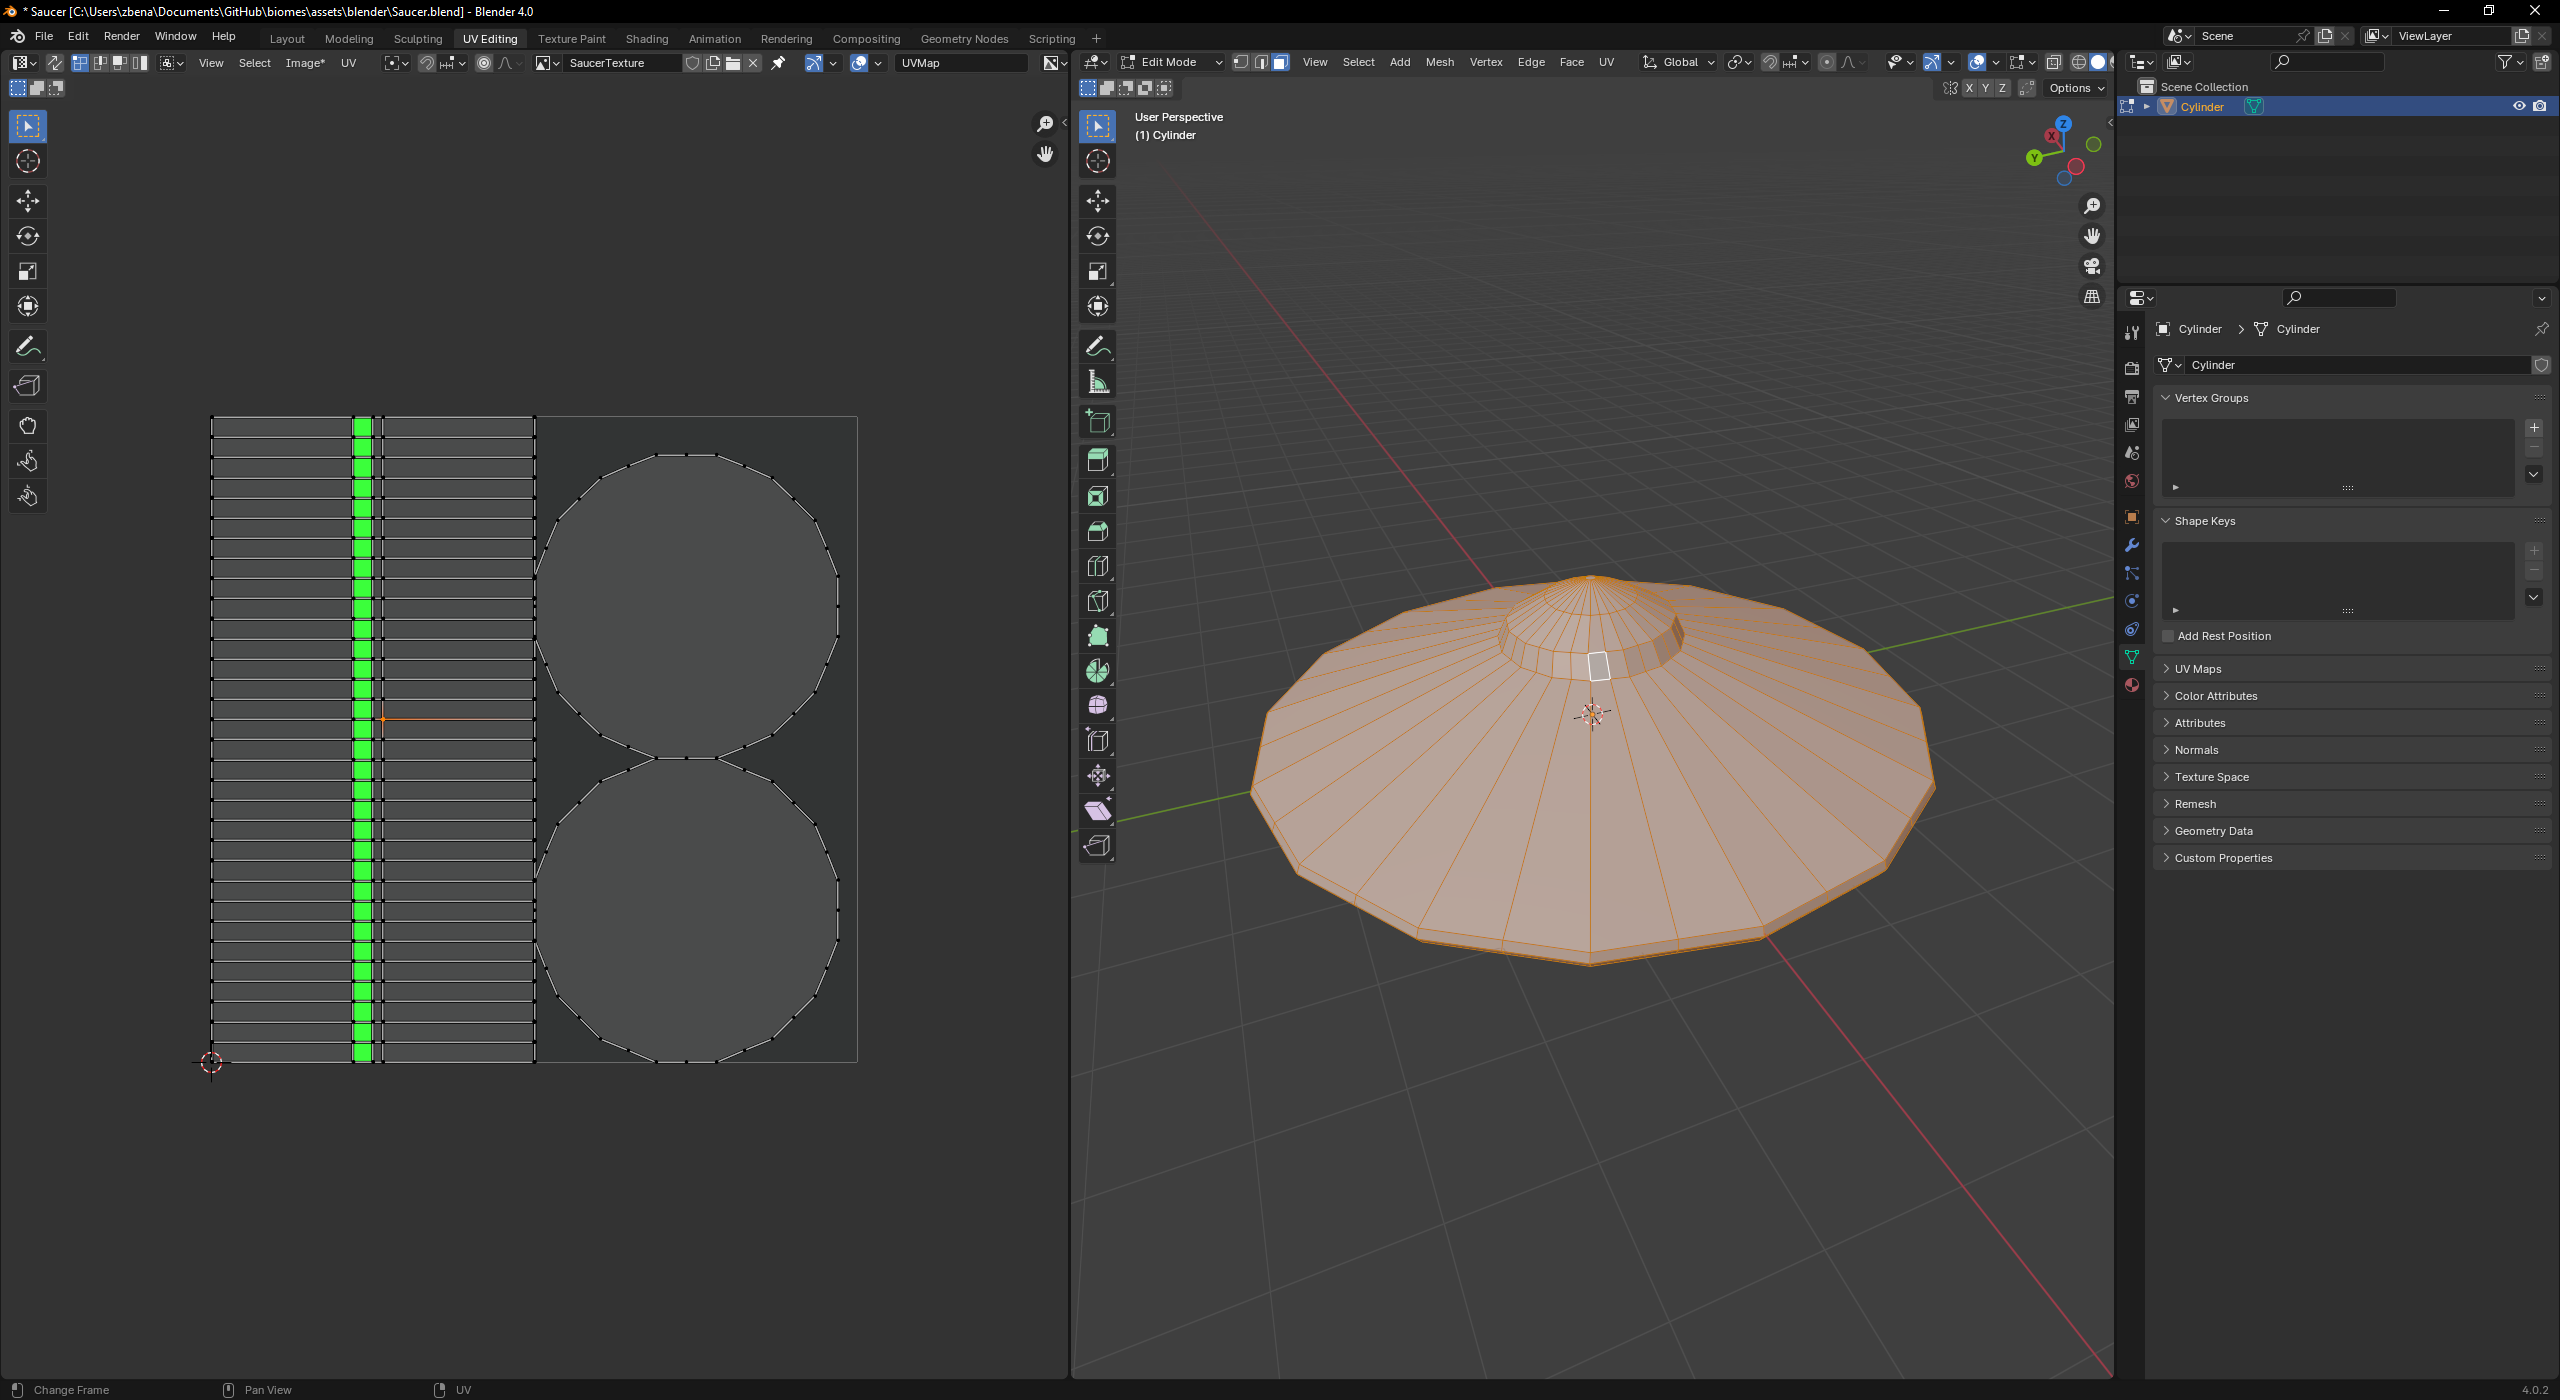 * Saucer [C:\Users\zbena\Documents\GitHub\biomes\assets\blender\Saucer.blend] - Blender 4.0
File Edit Render Window Help Layout Modeling Sculpting UV Editing Texture Paint Shading Animation Rendering Compositing Geometry Nodes Scripting + Scene ViewLayer
View Select Image* UV SaucerTexture UVMap Edit Mode View Select Add Mesh Vertex Edge Face UV Global
X Y Z Options
Scene Collection
Cylinder
User Perspective
(1) Cylinder
Z
X
Y
Cylinder > Cylinder
Cylinder
Vertex Groups
Shape Keys
Add Rest Position
UV Maps
Color Attributes
Attributes
Normals
Texture Space
Remesh
Geometry Data
Custom Properties
Change Frame Pan View UV 4.0.2